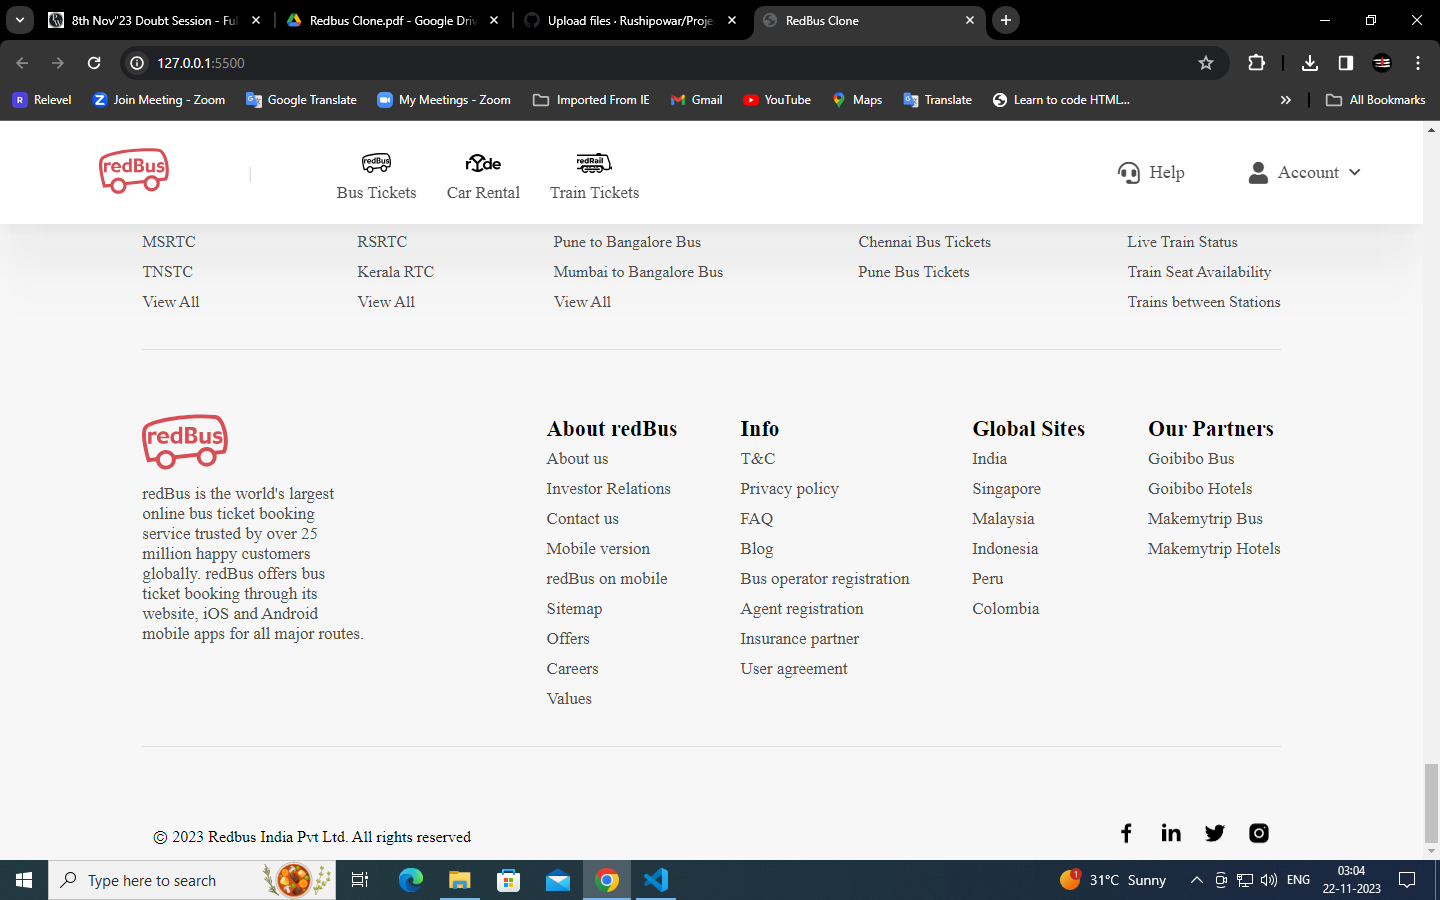 8th Nov"23 Doubt Session - Ful
Redbus Clone.pdf - Google Driv
Upload files · Rushipowar/Proje
RedBus Clone
127.0.0.1:5500
Relevel
Join Meeting - Zoom
Google Translate
My Meetings - Zoom
Imported From IE
Gmail
YouTube
Maps
Translate
Learn to code HTML...
All Bookmarks
redBus
redBus
Bus Tickets
rYde
Car Rental
redRail
Train Tickets
Help
Account
MSRTC RSRTC Pune to Bangalore Bus Chennai Bus Tickets Live Train Status
TNSTC Kerala RTC Mumbai to Bangalore Bus Pune Bus Tickets Train Seat Availability
View All View All View All Trains between Stations
redBus
redBus is the world's largest
online bus ticket booking
service trusted by over 25
million happy customers
globally. redBus offers bus
ticket booking through its
website, iOS and Android
mobile apps for all major routes.
About redBus
About us
Investor Relations
Contact us
Mobile version
redBus on mobile
Sitemap
Offers
Careers
Values
Info
T&C
Privacy policy
FAQ
Blog
Bus operator registration
Agent registration
Insurance partner
User agreement
Global Sites
India
Singapore
Malaysia
Indonesia
Peru
Colombia
Our Partners
Goibibo Bus
Goibibo Hotels
Makemytrip Bus
Makemytrip Hotels
© 2023 Redbus India Pvt Ltd. All rights reserved
Type here to search
1
31°C Sunny
ENG
03:04
22-11-2023